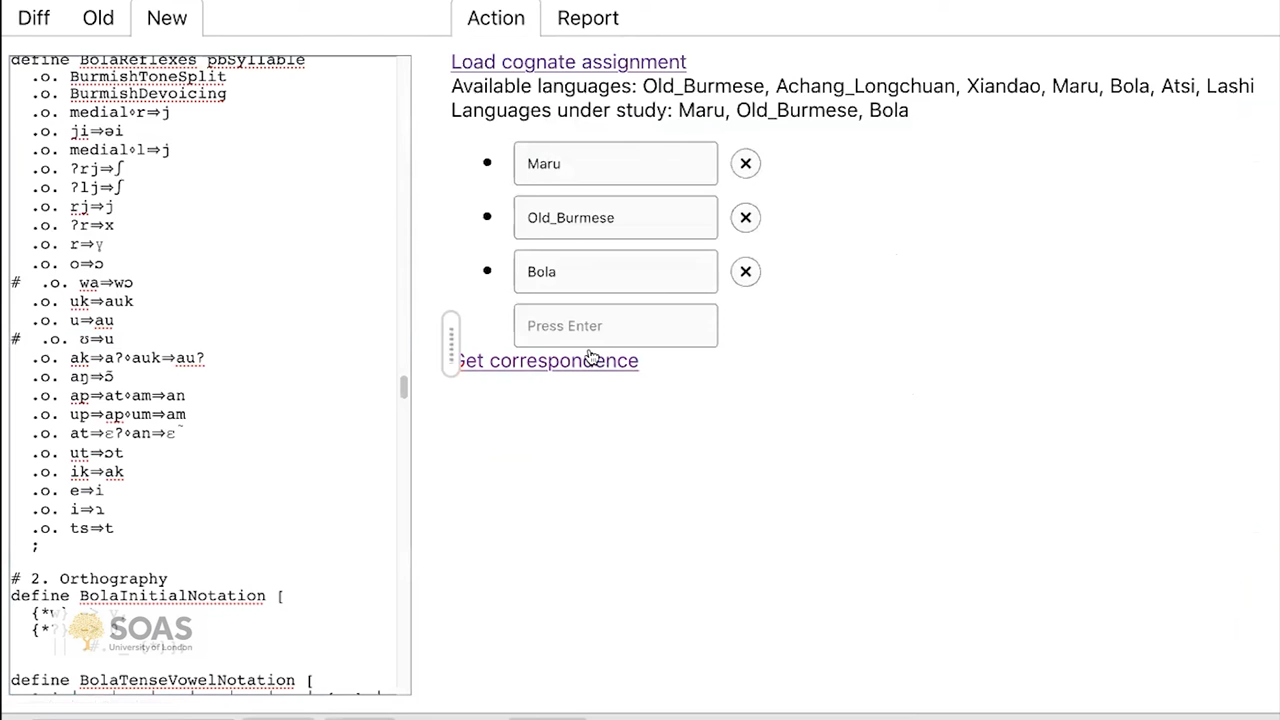 Diff Old New
Action Report
define BolaReflexes pbSyllable
.o. BurmishToneSplit
.o. BurmishDevoicing
.o. medial◊r⇒j
.o. ji⇒əi
.o. medial◊l⇒j
.o. ?rj⇒ʃ
.o. ?lj⇒ʃ
.o. rj⇒j
.o. ?r⇒x
.o. r⇒ɣ
.o. o⇒ɔ
# .o. wa⇒wɔ
.o. uk⇒auk
.o. u⇒au
# .o. ʊ⇒u
.o. ak⇒a?◊auk⇒au?
.o. aŋ⇒ɔ̃
.o. ap⇒at◊am⇒an
.o. up⇒ap◊um⇒am
.o. at⇒ɛ?◊an⇒ɛ̃
.o. ut⇒ɔt
.o. ik⇒ak
.o. e⇒i
.o. i⇒ɿ
.o. ts⇒t
;
# 2. Orthography
define BolaInitialNotation [
{*w}
{*?}
define BolaTenseVowelNotation [
SOAS
University of London
Load cognate assignment
Available languages: Old_Burmese, Achang_Longchuan, Xiandao, Maru, Bola, Atsi, Lashi
Languages under study: Maru, Old_Burmese, Bola
Maru
Old_Burmese
Bola
Press Enter
Get correspondence